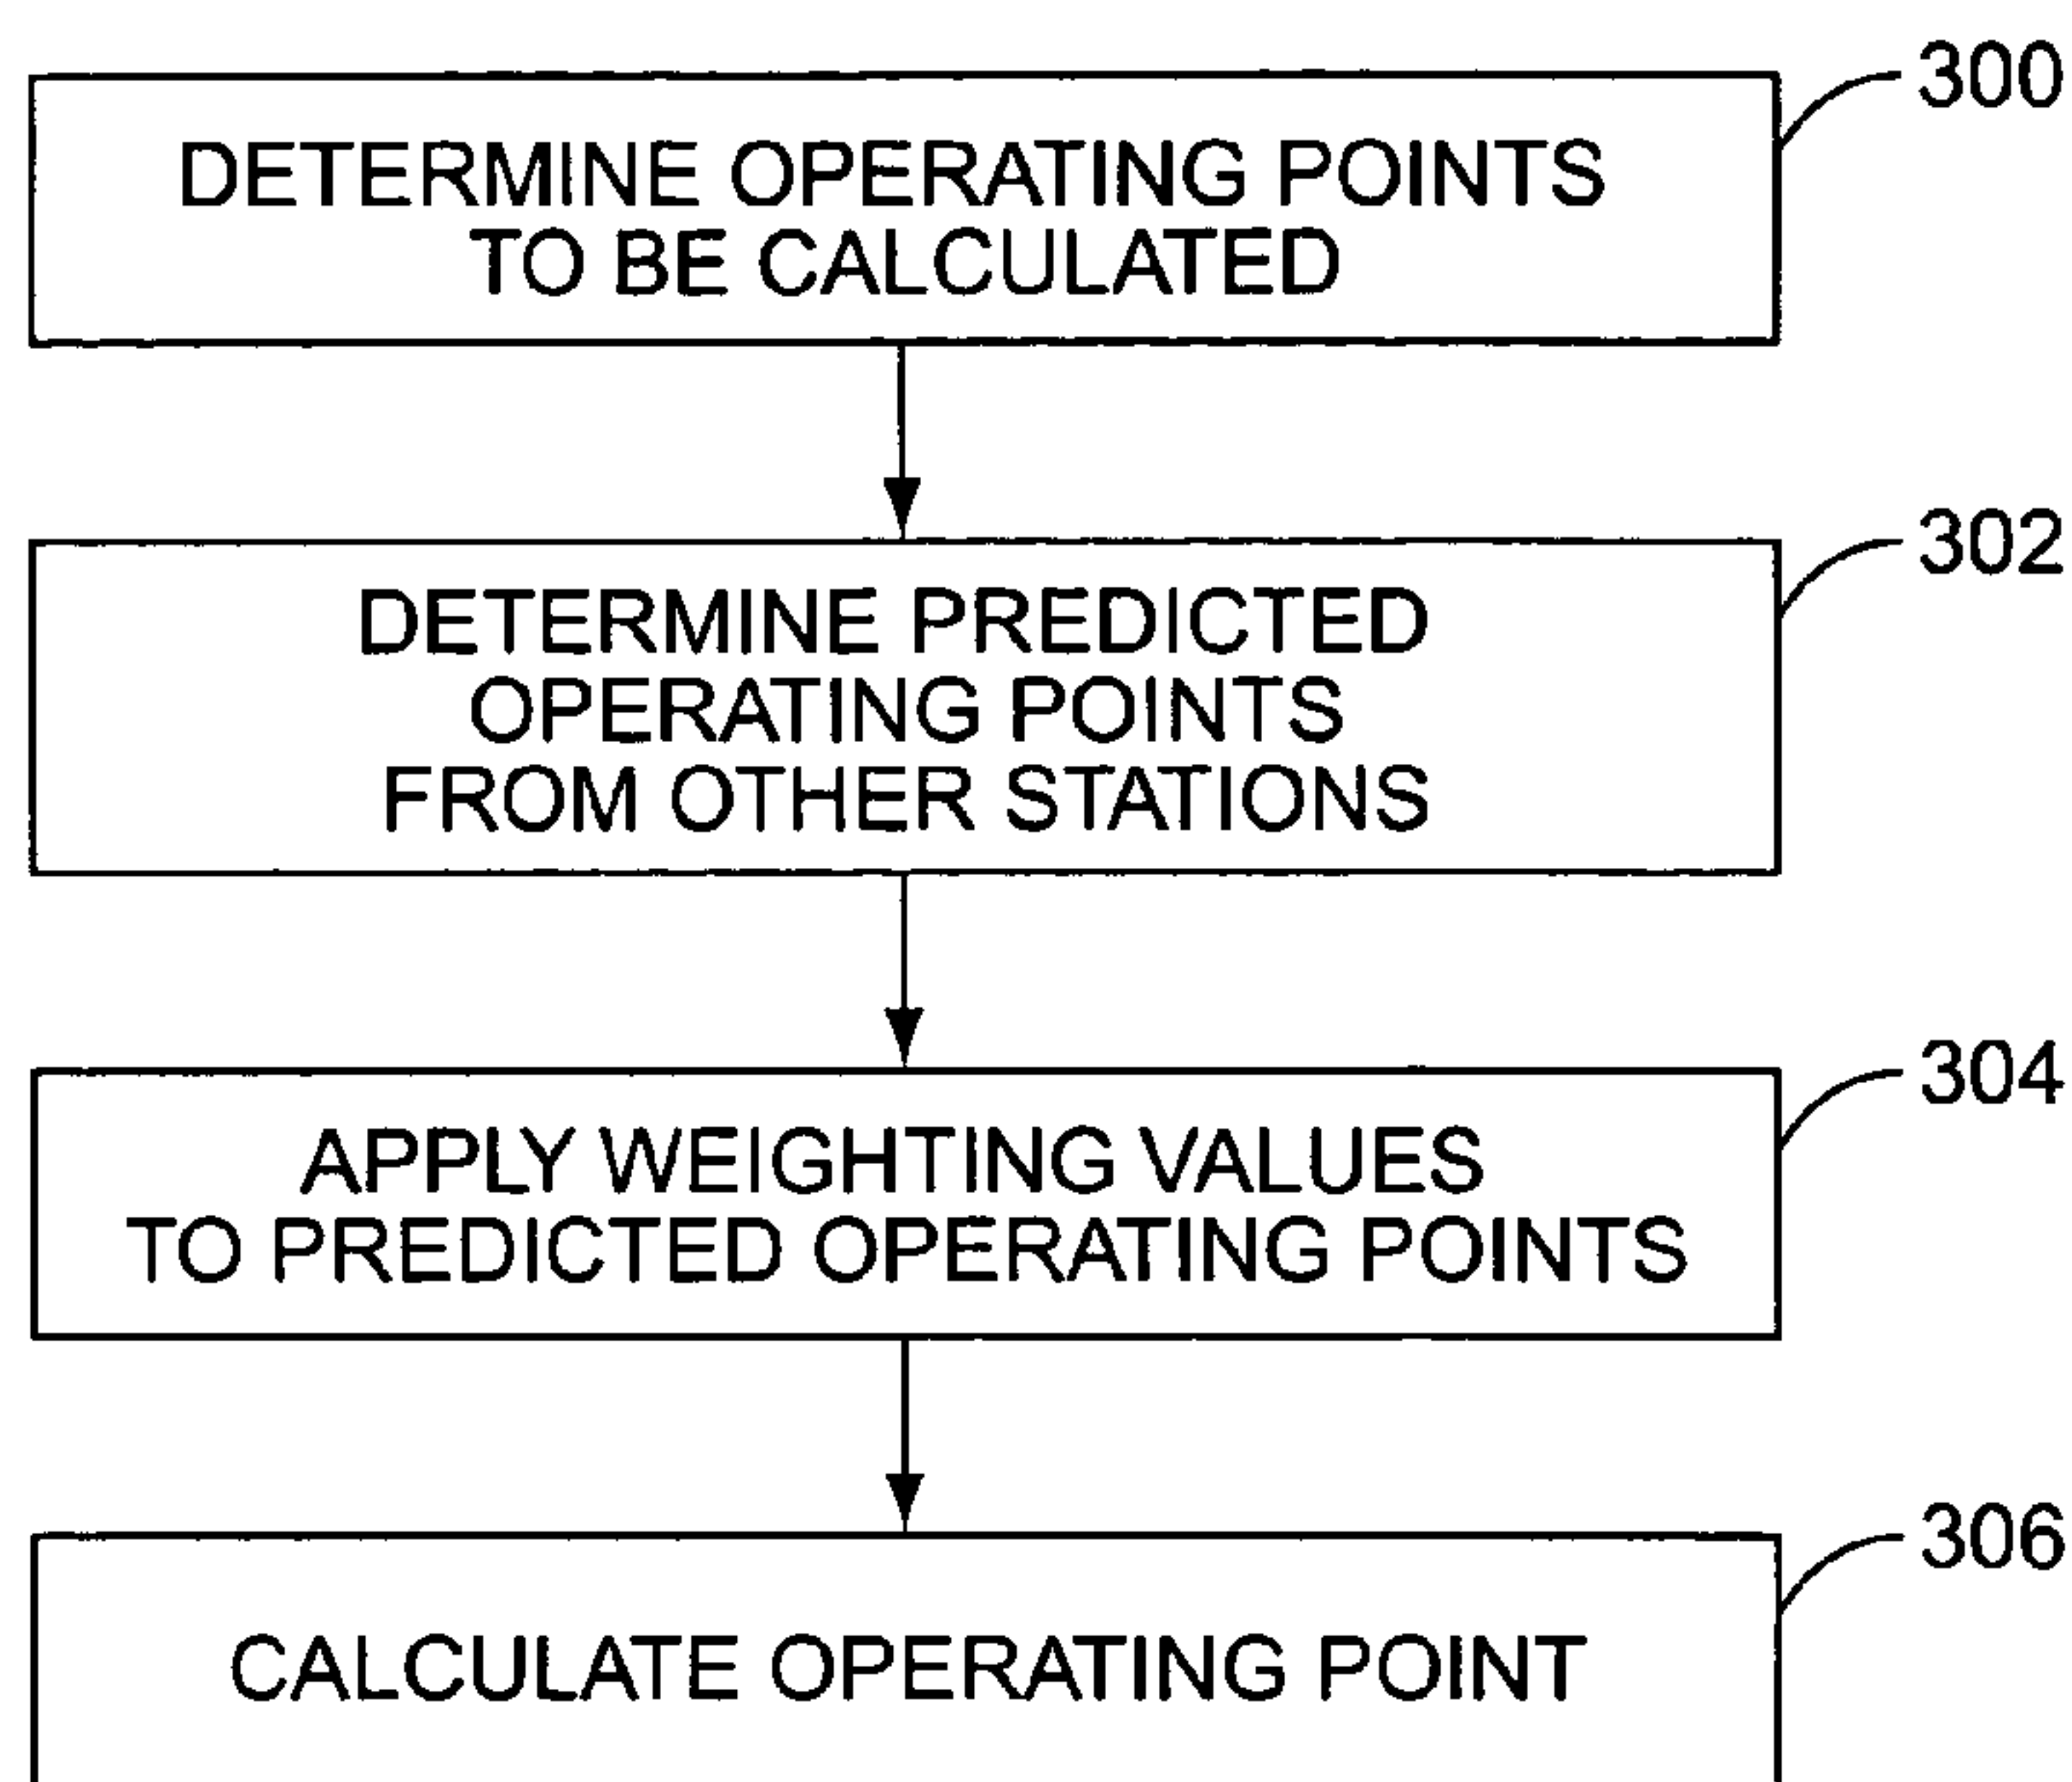 300
DETERMINE OPERATING POINTS
TO BE CALCULATED
302
DETERMINE PREDICTED
OPERATING POINTS
FROM OTHER STATIONS
304
APPLY WEIGHTING VALUES
TO PREDICTED OPERATING POINTS
306
CALCULATE OPERATING POINT